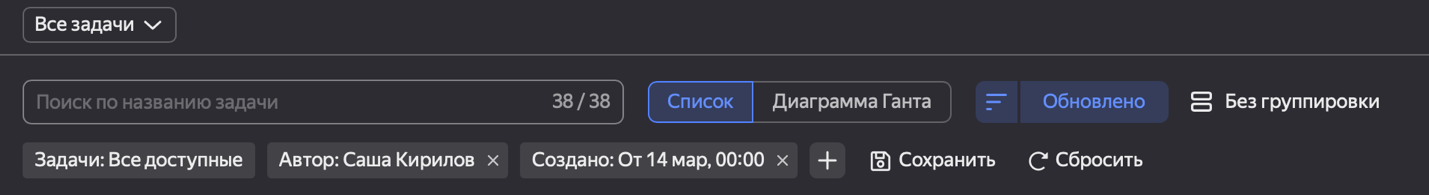 Все задачи
Поиск по названию задачи 38 / 38 Список Диаграмма Ганта Обновлено Без группировки
Задачи: Все доступные Автор: Саша Кирилов × Создано: От 14 мар, 00:00 × + Сохранить Сбросить